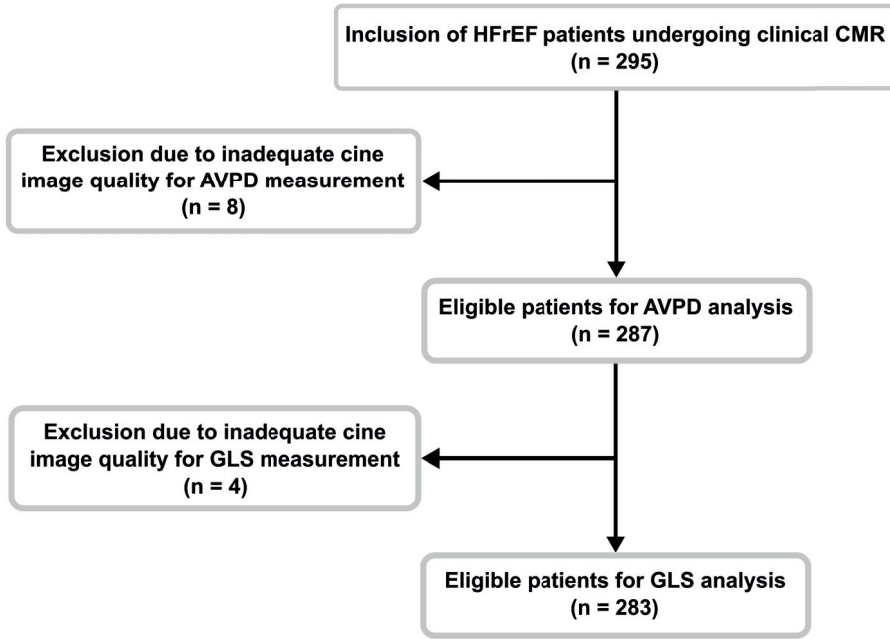 Inclusion of HFrEF patients undergoing clinical CMR
(n = 295)
Exclusion due to inadequate cine
image quality for AVPD measurement
(n = 8)
Eligible patients for AVPD analysis
(n = 287)
Exclusion due to inadequate cine
image quality for GLS measurement
(n = 4)
Eligible patients for GLS analysis
(n = 283)